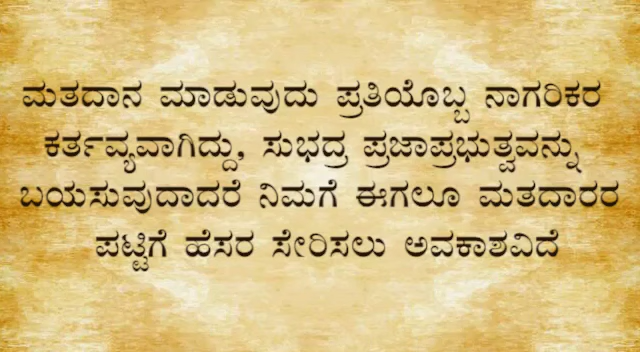 ಮತದಾನ ಮಾಡುವುದು ಪ್ರತಿಯೊಬ್ಬ ನಾಗರಿಕರ
ಕರ್ತವ್ಯವಾಗಿದ್ದು, ಸುಭದ್ರ ಪ್ರಜಾಪ್ರಭುತ್ವವನ್ನು
ಬಯಸುವುದಾದರೆ ನಿಮಗೆ ಈಗಲೂ ಮತದಾರರ
ಪಟ್ಟಿಗೆ ಹೆಸರ ಸೇರಿಸಲು ಅವಕಾಶವಿದೆ